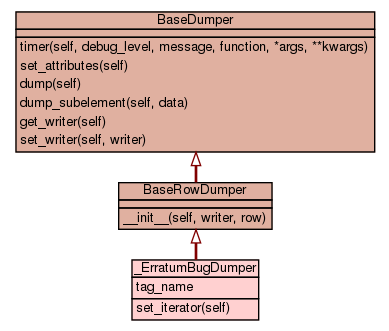 BaseDumper
timer(self, debug_level, message, function, *args, **kwargs)
set_attributes(self)
dump(self)
dump_subelement(self, data)
get_writer(self)
set_writer(self, writer)
BaseRowDumper
__init__(self, writer, row)
_ErratumBugDumper
tag_name
set_iterator(self)